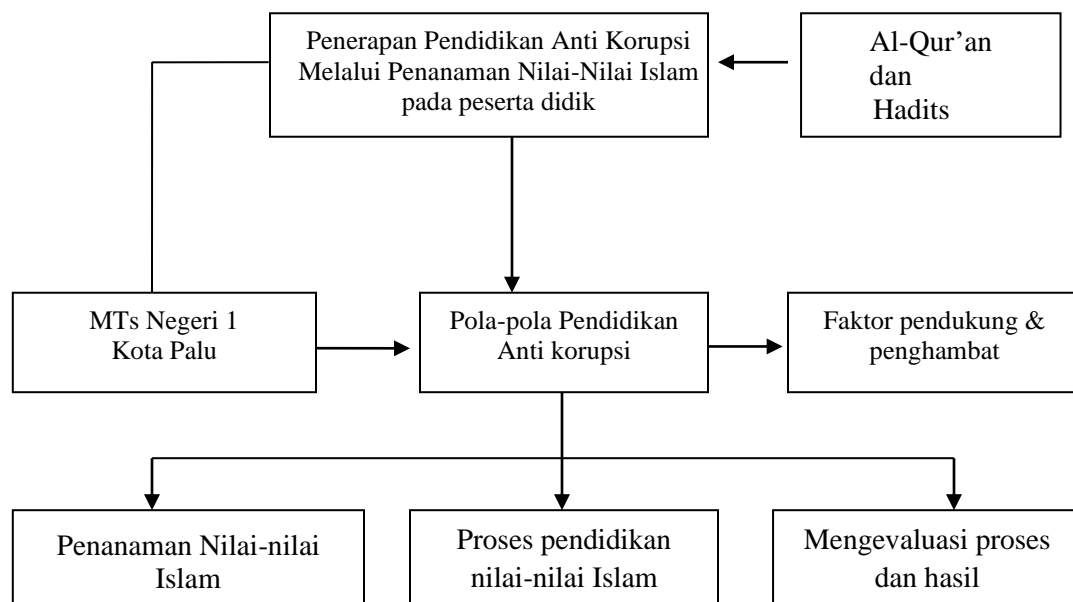 Penerapan Pendidikan Anti Korupsi
Melalui Penanaman Nilai-Nilai Islam
pada peserta didik
Al-Qur’an
dan
Hadits
MTs Negeri 1
Kota Palu
Pola-pola Pendidikan
Anti korupsi
Faktor pendukung &
penghambat
Penanaman Nilai-nilai
Islam
Proses pendidikan
nilai-nilai Islam
Mengevaluasi proses
dan hasil